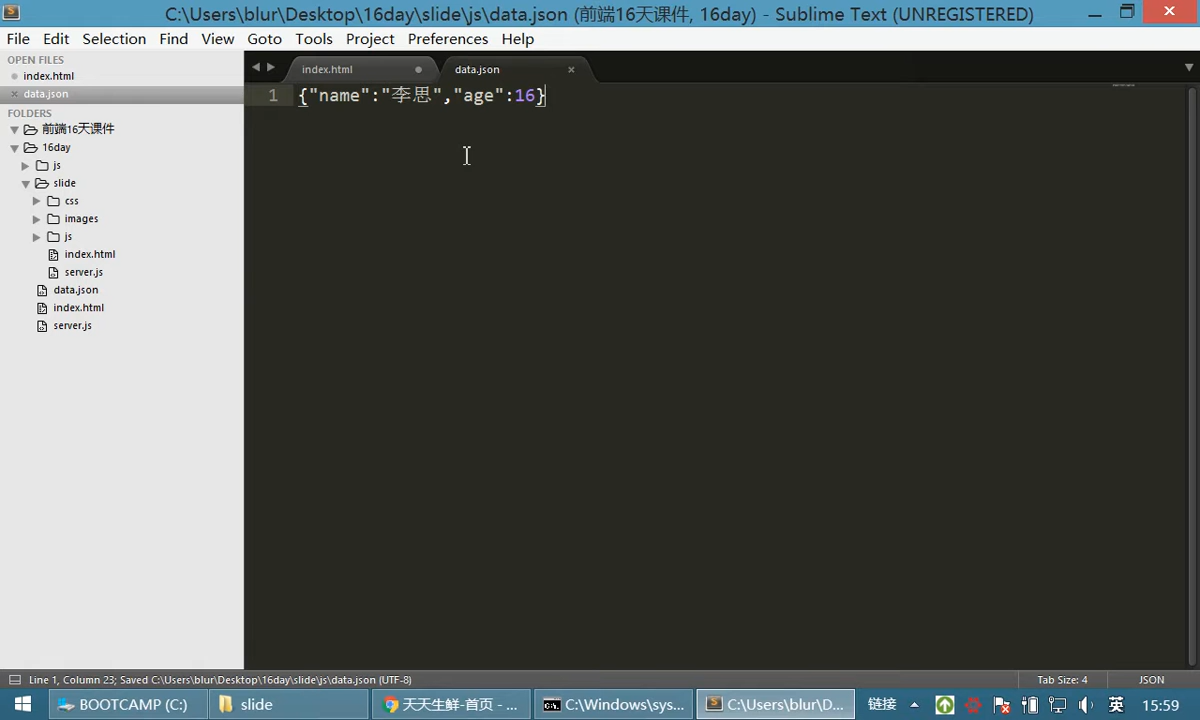 C:\Users\blur\Desktop\16day\slide\js\data.json (前端16天课件, 16day) - Sublime Text (UNREGISTERED)
File Edit Selection Find View Goto Tools Project Preferences Help
OPEN FILES
index.html
data.json
FOLDERS
前端16天课件
16day
js
slide
css
images
js
index.html
server.js
data.json
index.html
server.js
index.html
data.json
1 {"name":"李思","age":16}
Line 1, Column 23; Saved C:\Users\blur\Desktop\16day\slide\js\data.json (UTF-8)
Tab Size: 4
JSON
BOOTCAMP (C:)
slide
天天生鲜-首页 - ...
C:\Windows\sys...
C:\Users\blur\D...
链接
英
15:59